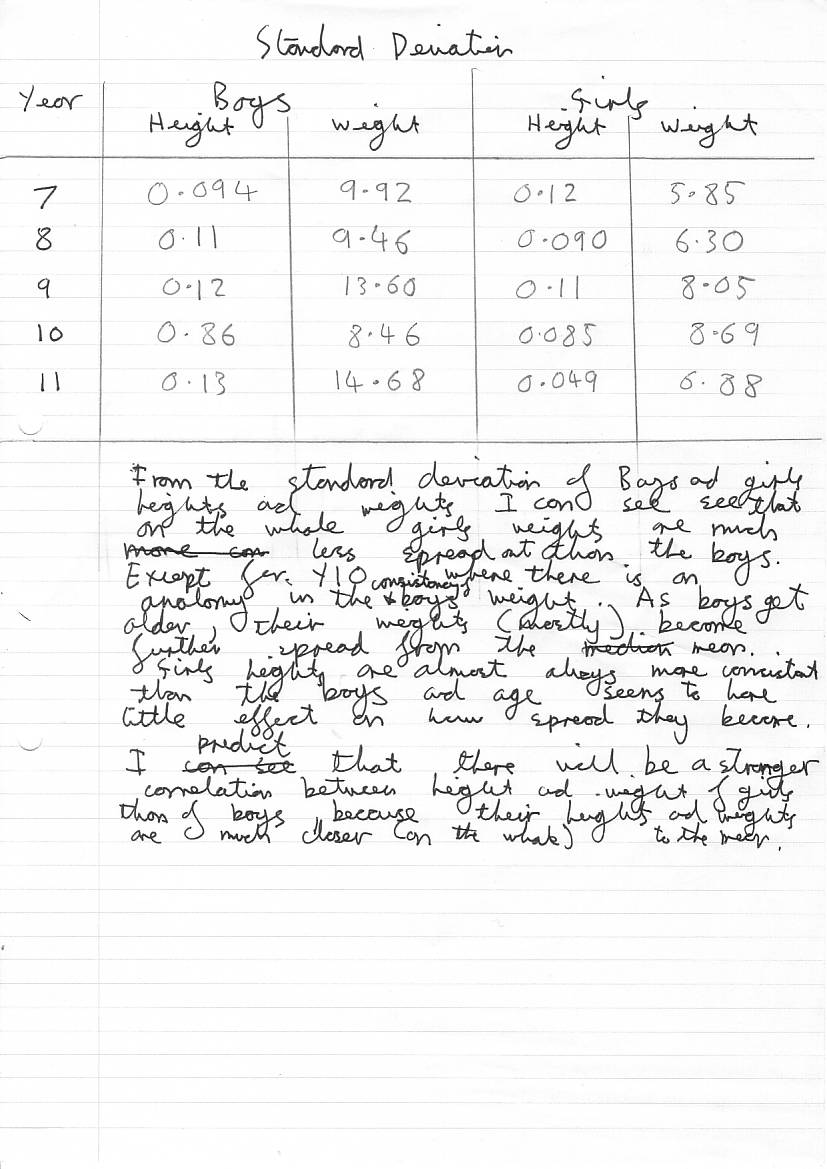 Standard Deviation
Year Boys Girls
Height Weight Height Weight
7 0.094 9.92 0.12 5.85
8 0.11 9.46 0.090 6.30
9 0.12 13.60 0.11 8.05
10 0.86 8.46 0.085 8.69
11 0.13 14.68 0.049 6.88
From the standard deviation of Boys and girls
heights and weights I can see see that
on the whole girls weights are much
more can less spread out than the boys.
Except for Y10 consistency where there is an
anolomy in the boys weight. As boys get
older, their weights (mostly) become
further spread from the median mean.
Girls heights are almost always more consistant
than the boys and age seems to have
little effect on how spread they become.
predict
I can see that there will be a stronger
correlation between height and weight of girls
than of boys because their heights and weights
are much closer (on the whole) to the mean.